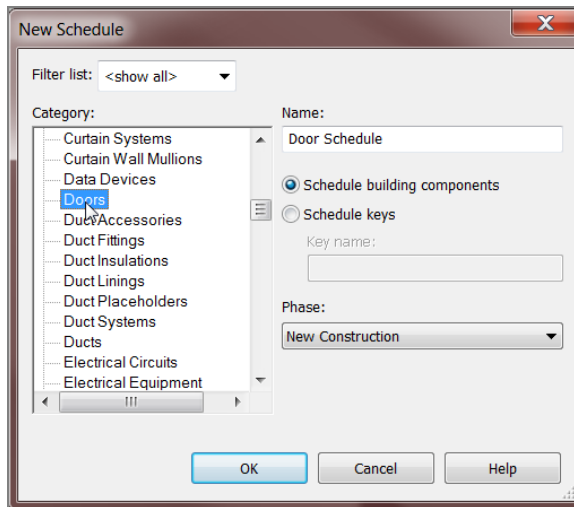 New Schedule
Filter list: <show all>
Category:
Curtain Systems
Curtain Wall Mullions
Data Devices
Doors
Duct Accessories
Duct Fittings
Duct Insulations
Duct Linings
Duct Placeholders
Duct Systems
Ducts
Electrical Circuits
Electrical Equipment
Name:
Door Schedule
Schedule building components
Schedule keys
Key name:
Phase:
New Construction
OK Cancel Help